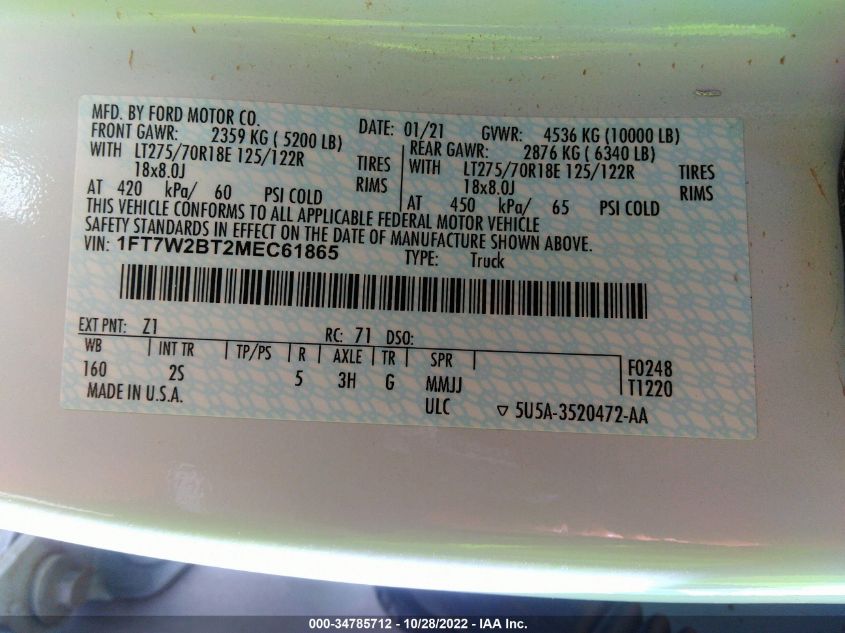 MFD. BY FORD MOTOR CO. DATE: 01/21 GVWR: 4536 KG (10000 LB)
FRONT GAWR: 2359 KG ( 5200 LB) REAR GAWR: 2876 KG ( 6340 LB)
WITH LT275/70R18E 125/122R TIRES WITH LT275/70R18E 125/122R TIRES
18x8.0J RIMS 18x8.0J RIMS
AT 420 kPa/ 60 PSI COLD AT 450 kPa/ 65 PSI COLD
THIS VEHICLE CONFORMS TO ALL APPLICABLE FEDERAL MOTOR VEHICLE
SAFETY STANDARDS IN EFFECT ON THE DATE OF MANUFACTURE SHOWN ABOVE.
VIN: 1FT7W2BT2MEC61865 TYPE: Truck
EXT PNT: Z1 RC: 71 DSO:
WB INT TR TP/PS R AXLE TR SPR F0248
160 2S 5 3H G MMJJ T1220
MADE IN U.S.A. ULC 5U5A-3520472-AA
000-34785712 - 10/28/2022 - IAA Inc.